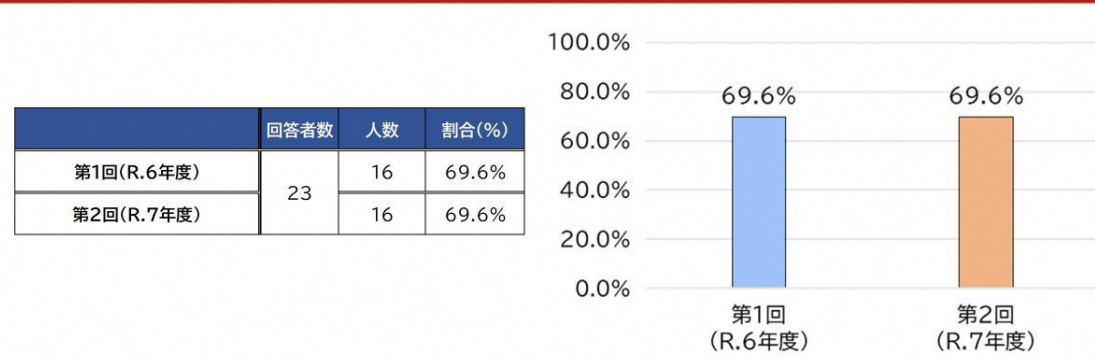 回答者数 人数 割合(%)
第1回(R.6年度) 23 16 69.6%
第2回(R.7年度) 16 69.6%
100.0%
80.0%
60.0%
40.0%
20.0%
0.0%
69.6% 69.6%
第1回 第2回
(R.6年度) (R.7年度)